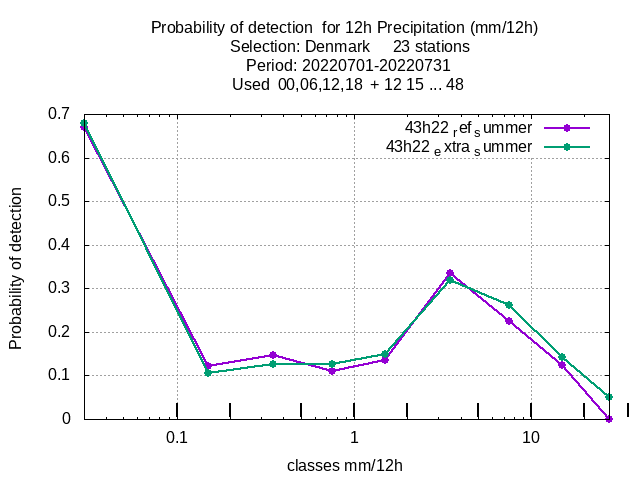 Probability of detection  for 12h Precipitation (mm/12h)
Selection: Denmark     23 stations
Period: 20220701-20220731
Used  00,06,12,18  + 12 15 ... 48
43h22 ref summer
43h22 extra summer
0.7
0.6
0.5
0.4
0.3
0.2
0.1
0
Probability of detection
0.1 1 10
classes mm/12h